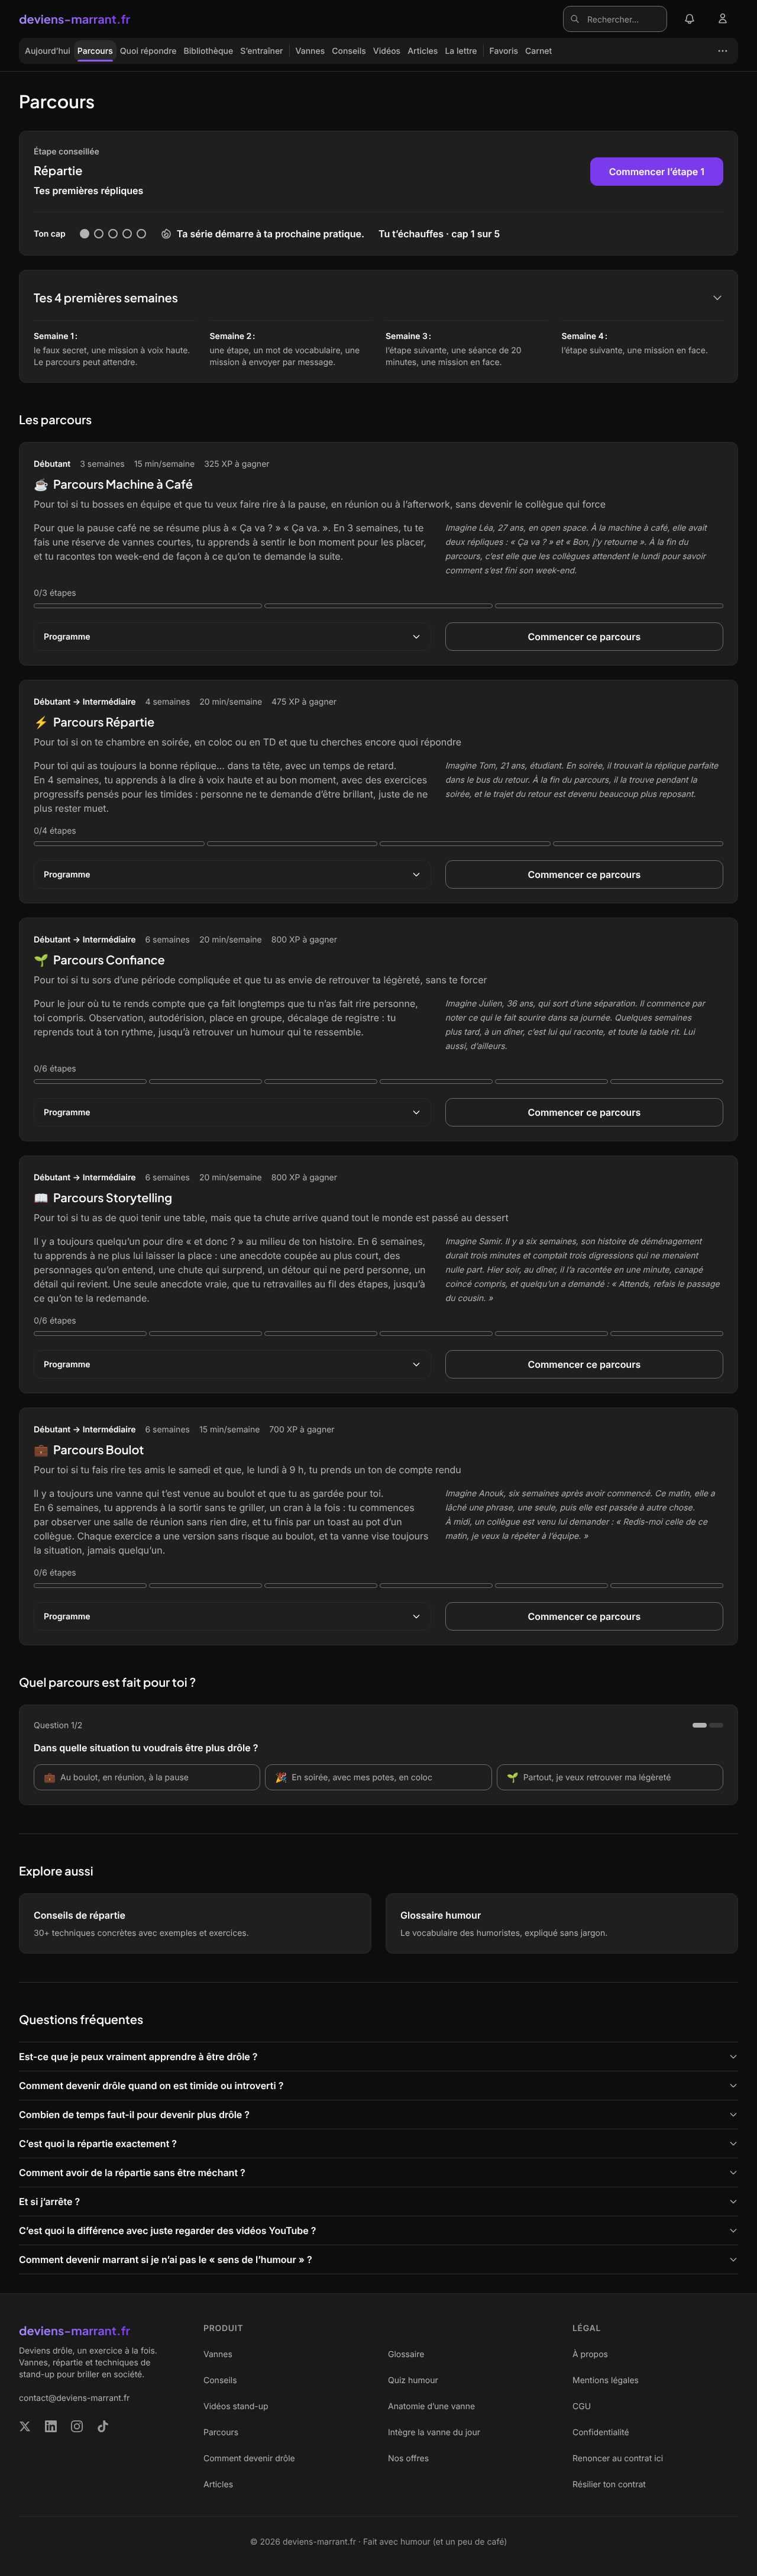 deviens-marrant.fr
Rechercher...
Aujourd'hui Parcours Quoi répondre Bibliothèque S'entraîner Vannes Conseils Vidéos Articles La lettre Favoris Carnet
Parcours
Étape conseillée
Répartie
Tes premières répliques
Commencer l'étape 1
Ton cap
Ta série démarre à ta prochaine pratique.
Tu t'échauffes · cap 1 sur 5
Tes 4 premières semaines
Semaine 1 :
le faux secret, une mission à voix haute.
Le parcours peut attendre.
Semaine 2 :
une étape, un mot de vocabulaire, une
mission à envoyer par message.
Semaine 3 :
l'étape suivante, une séance de 20
minutes, une mission en face.
Semaine 4 :
l'étape suivante, une mission en face.
Les parcours
Débutant 3 semaines 15 min/semaine 325 XP à gagner
☕ Parcours Machine à Café
Pour toi si tu bosses en équipe et que tu veux faire rire à la pause, en réunion ou à l'afterwork, sans devenir le collègue qui force
Pour que la pause café ne se résume plus à « Ça va ? » « Ça va. ». En 3 semaines, tu te
fais une réserve de vannes courtes, tu apprends à sentir le bon moment pour les placer,
et tu racontes ton week-end de façon à ce qu'on te demande la suite.
Imagine Léa, 27 ans, en open space. À la machine à café, elle avait
deux répliques : « Ça va ? » et « Bon, j'y retourne ». À la fin du
parcours, c'est elle que les collègues attendent le lundi pour savoir
comment s'est fini son week-end.
0/3 étapes
Programme
Commencer ce parcours
Débutant → Intermédiaire 4 semaines 20 min/semaine 475 XP à gagner
⚡ Parcours Répartie
Pour toi si on te chambre en soirée, en coloc ou en TD et que tu cherches encore quoi répondre
Pour toi qui as toujours la bonne réplique… dans ta tête, avec un temps de retard.
En 4 semaines, tu apprends à la dire à voix haute et au bon moment, avec des exercices
progressifs pensés pour les timides : personne ne te demande d'être brillant, juste de ne
plus rester muet.
Imagine Tom, 21 ans, étudiant. En soirée, il trouvait la réplique parfaite
dans le bus du retour. À la fin du parcours, il la trouve pendant la
soirée, et le trajet du retour est devenu beaucoup plus reposant.
0/4 étapes
Programme
Commencer ce parcours
Débutant → Intermédiaire 6 semaines 20 min/semaine 800 XP à gagner
🌱 Parcours Confiance
Pour toi si tu sors d'une période compliquée et que tu as envie de retrouver ta légèreté, sans te forcer
Pour le jour où tu te rends compte que ça fait longtemps que tu n'as fait rire personne,
toi compris. Observation, autodérision, place en groupe, décalage de registre : tu
reprends tout à ton rythme, jusqu'à retrouver un humour qui te ressemble.
Imagine Julien, 36 ans, qui sort d'une séparation. Il commence par
noter ce qui le fait sourire dans sa journée. Quelques semaines
plus tard, à un dîner, c'est lui qui raconte, et toute la table rit. Lui
aussi, d'ailleurs.
0/6 étapes
Programme
Commencer ce parcours
Débutant → Intermédiaire 6 semaines 20 min/semaine 800 XP à gagner
📖 Parcours Storytelling
Pour toi si tu as de quoi tenir une table, mais que ta chute arrive quand tout le monde est passé au dessert
Il y a toujours quelqu'un pour dire « et donc ? » au milieu de ton histoire. En 6 semaines,
tu apprends à ne plus lui laisser la place : une anecdote coupée au plus court, des
personnages qu'on entend, une chute qui surprend, un détour qui ne perd personne, un
détail qui revient. Une seule anecdote vraie, que tu retravailles au fil des étapes, jusqu'à
ce qu'on te la redemande.
Imagine Samir. Il y a six semaines, son histoire de déménagement
durait trois minutes et comptait trois digressions qui ne menaient
nulle part. Hier soir, au dîner, il l'a racontée en une minute, canapé
coincé compris, et quelqu'un a demandé : « Attends, refais le passage
du cousin. »
0/6 étapes
Programme
Commencer ce parcours
Débutant → Intermédiaire 6 semaines 15 min/semaine 700 XP à gagner
💼 Parcours Boulot
Pour toi si tu fais rire tes amis le samedi et que, le lundi à 9 h, tu prends un ton de compte rendu
Il y a toujours une vanne qui t'est venue au boulot et que tu as gardée pour toi.
En 6 semaines, tu apprends à la sortir sans te griller, un cran à la fois : tu commences
par observer une salle de réunion sans rien dire, et tu finis par un toast au pot d'un
collègue. Chaque exercice a une version sans risque au boulot, et ta vanne vise toujours
la situation, jamais quelqu'un.
Imagine Anouk, six semaines après avoir commencé. Ce matin, elle a
lâché une phrase, une seule, puis elle est passée à autre chose.
À midi, un collègue est venu lui demander : « Redis-moi celle de ce
matin, je veux la répéter à l'équipe. »
0/6 étapes
Programme
Commencer ce parcours
Quel parcours est fait pour toi ?
Question 1/2
Dans quelle situation tu voudrais être plus drôle ?
💼 Au boulot, en réunion, à la pause
🎉 En soirée, avec mes potes, en coloc
🌱 Partout, je veux retrouver ma légèreté
Explore aussi
Conseils de répartie
30+ techniques concrètes avec exemples et exercices.
Glossaire humour
Le vocabulaire des humoristes, expliqué sans jargon.
Questions fréquentes
Est-ce que je peux vraiment apprendre à être drôle ?
Comment devenir drôle quand on est timide ou introverti ?
Combien de temps faut-il pour devenir plus drôle ?
C'est quoi la répartie exactement ?
Comment avoir de la répartie sans être méchant ?
Et si j'arrête ?
C'est quoi la différence avec juste regarder des vidéos YouTube ?
Comment devenir marrant si je n'ai pas le « sens de l'humour » ?
deviens-marrant.fr
Deviens drôle, un exercice à la fois.
Vannes, répartie et techniques de
stand-up pour briller en société.
contact@deviens-marrant.fr
PRODUIT
Vannes
Conseils
Vidéos stand-up
Parcours
Comment devenir drôle
Articles
Glossaire
Quiz humour
Anatomie d'une vanne
Intègre la vanne du jour
Nos offres
LÉGAL
À propos
Mentions légales
CGU
Confidentialité
Renoncer au contrat ici
Résilier ton contrat
© 2026 deviens-marrant.fr · Fait avec humour (et un peu de café)